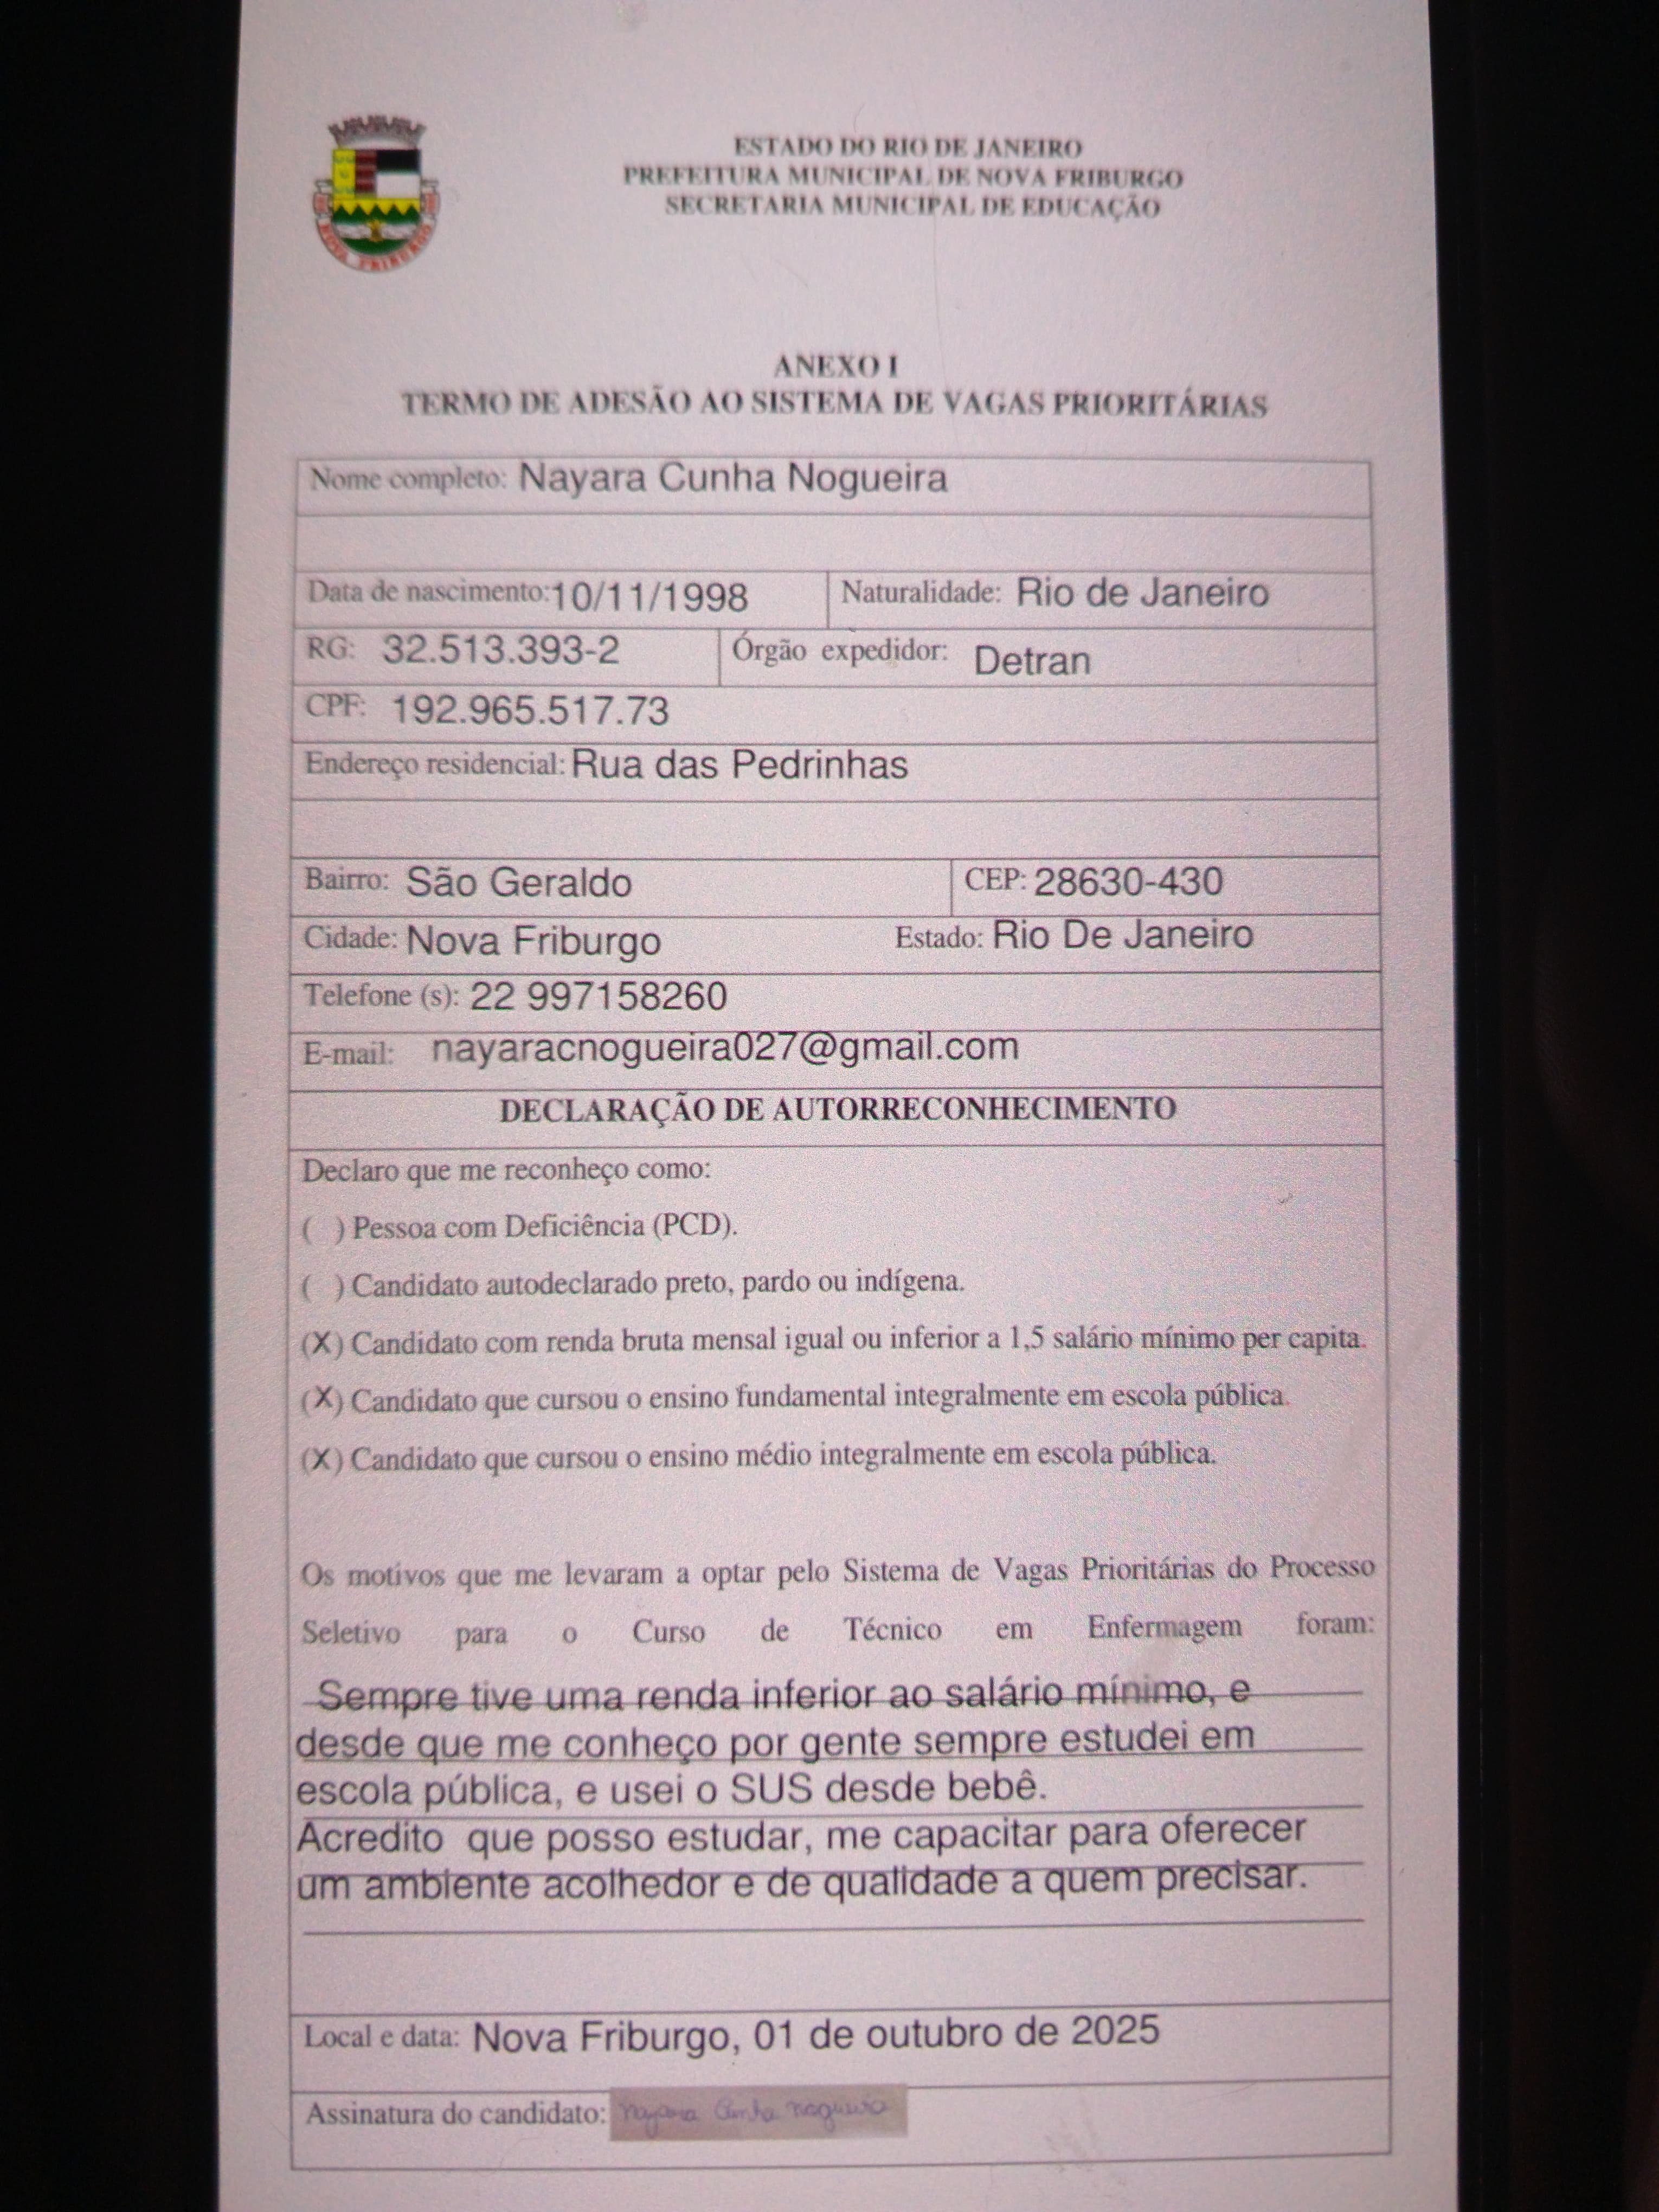 NOVA FRIBURGO
ESTADO DO RIO DE JANEIRO
PREFEITURA MUNICIPAL DE NOVA FRIBURGO
SECRETARIA MUNICIPAL DE EDUCAÇÃO
ANEXO I
TERMO DE ADESÃO AO SISTEMA DE VAGAS PRIORITÁRIAS
Nome completo: Nayara Cunha Nogueira
Data de nascimento: 10/11/1998 Naturalidade: Rio de Janeiro
RG: 32.513.393-2 Órgão expedidor: Detran
CPF: 192.965.517.73
Endereço residencial: Rua das Pedrinhas
Bairro: São Geraldo CEP: 28630-430
Cidade: Nova Friburgo Estado: Rio De Janeiro
Telefone (s): 22 997158260
E-mail: nayaracnogueira027@gmail.com
DECLARAÇÃO DE AUTORRECONHECIMENTO
Declaro que me reconheço como:
( ) Pessoa com Deficiência (PCD).
( ) Candidato autodeclarado preto, pardo ou indígena.
(X) Candidato com renda bruta mensal igual ou inferior a 1,5 salário mínimo per capita.
(X) Candidato que cursou o ensino fundamental integralmente em escola pública.
(X) Candidato que cursou o ensino médio integralmente em escola pública.
Os motivos que me levaram a optar pelo Sistema de Vagas Prioritárias do Processo
Seletivo para o Curso de Técnico em Enfermagem foram:
Sempre tive uma renda inferior ao salário mínimo, e
desde que me conheço por gente sempre estudei em
escola pública, e usei o SUS desde bebê.
Acredito que posso estudar, me capacitar para oferecer
um ambiente acolhedor e de qualidade a quem precisar.
Local e data: Nova Friburgo, 01 de outubro de 2025
Assinatura do candidato: Nayara Cunha Nogueira